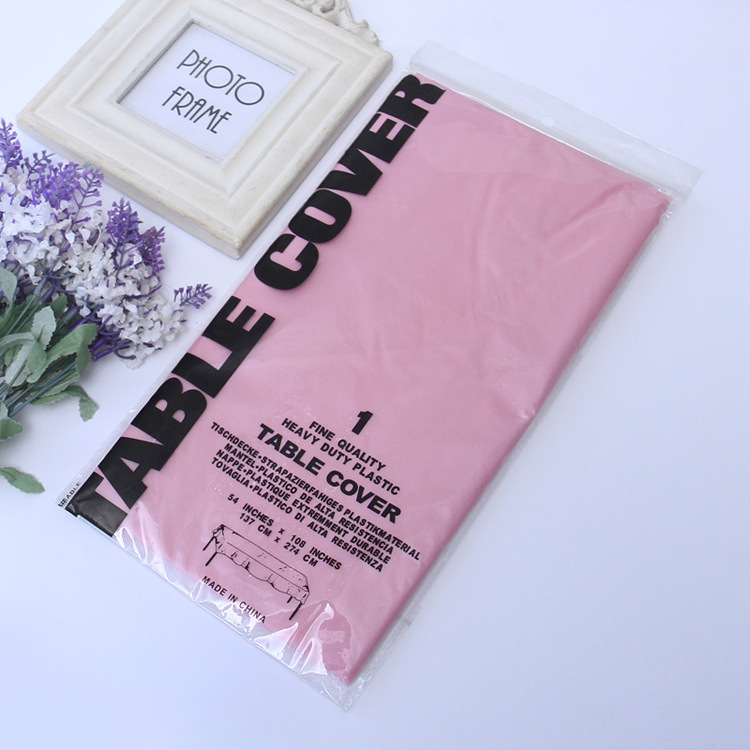 PHOTO
FRAME
TABLE COVER
1
FINE QUALITY
HEAVY DUTY PLASTIC
TABLE COVER
TISCHDECKE•STRAPAZIERFAHIGES PLASTIKMATERIAL
MANTEL•PLASTICO DE ALTA RESISTENCIA
NAPPE•PLASTIQUE EXTREMMENT DURABLE
TOVAGLIA•PLASTICO DI ALTA RESISTENZA
54 INCHES x 108 INCHES
137 CM x 274 CM
MADE IN CHINA